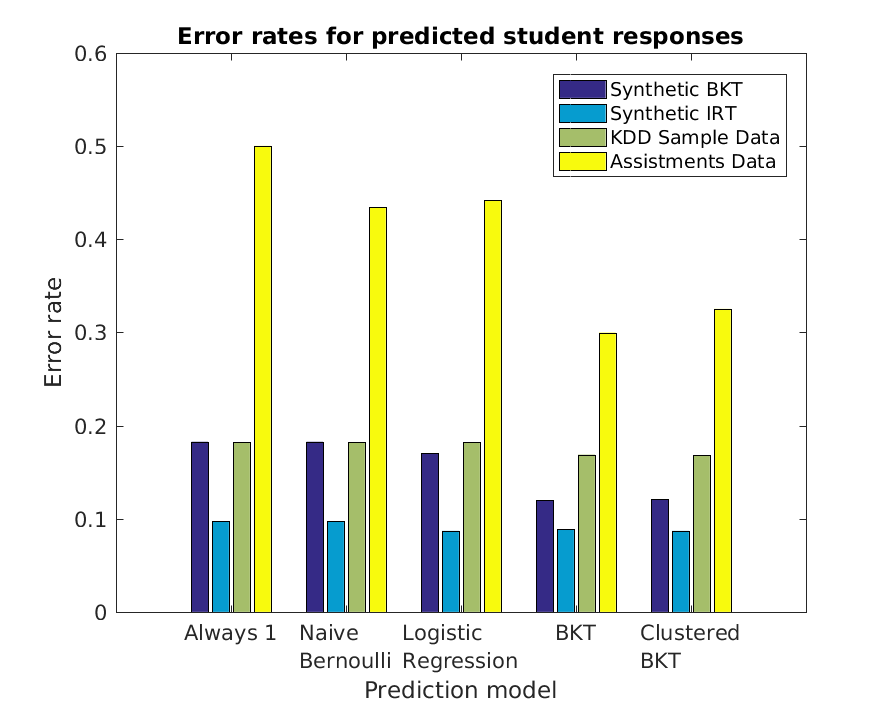 Error rates for predicted student responses
0.6
0.5
0.4
0.3
0.2
0.1
0
Error rate
Synthetic BKT
Synthetic IRT
KDD Sample Data
Assistments Data
Always 1
Naive
Bernoulli
Logistic
Regression
BKT
Clustered
BKT
Prediction model